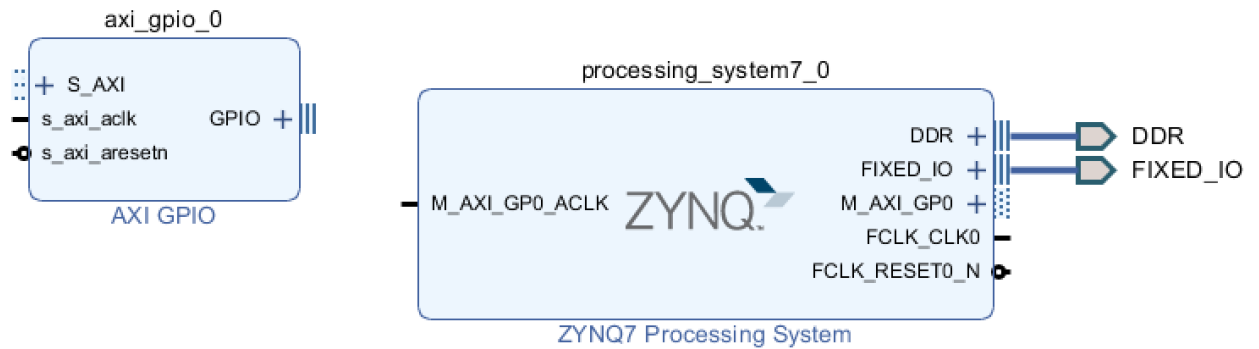 axi_gpio_0
S_AXI
s_axi_aclk
GPIO
s_axi_aresetn
AXI GPIO
processing_system7_0
DDR
FIXED_IO
M_AXI_GP0_ACLK
ZYNQ™
M_AXI_GP0
FCLK_CLK0
FCLK_RESET0_N
ZYNQ7 Processing System
DDR
FIXED_IO